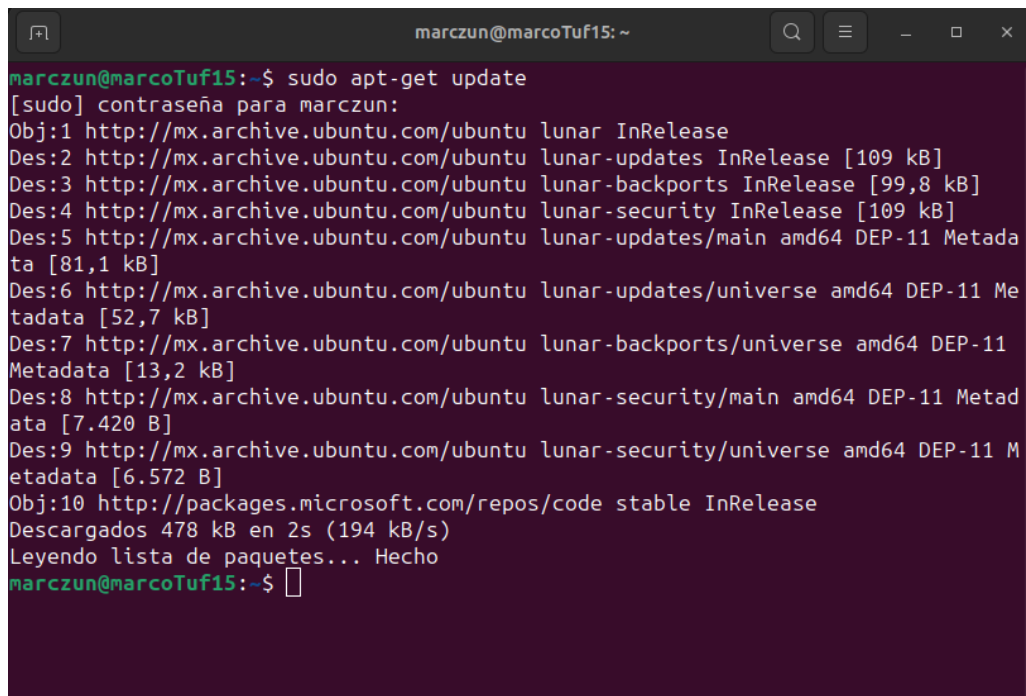 marczun@marcoTuf15: ~
marczun@marcoTuf15:~$ sudo apt-get update
[sudo] contraseña para marczun:
Obj:1 http://mx.archive.ubuntu.com/ubuntu lunar InRelease
Des:2 http://mx.archive.ubuntu.com/ubuntu lunar-updates InRelease [109 kB]
Des:3 http://mx.archive.ubuntu.com/ubuntu lunar-backports InRelease [99,8 kB]
Des:4 http://mx.archive.ubuntu.com/ubuntu lunar-security InRelease [109 kB]
Des:5 http://mx.archive.ubuntu.com/ubuntu lunar-updates/main amd64 DEP-11 Metada
ta [81,1 kB]
Des:6 http://mx.archive.ubuntu.com/ubuntu lunar-updates/universe amd64 DEP-11 Me
tadata [52,7 kB]
Des:7 http://mx.archive.ubuntu.com/ubuntu lunar-backports/universe amd64 DEP-11
Metadata [13,2 kB]
Des:8 http://mx.archive.ubuntu.com/ubuntu lunar-security/main amd64 DEP-11 Metad
ata [7.420 B]
Des:9 http://mx.archive.ubuntu.com/ubuntu lunar-security/universe amd64 DEP-11 M
etadata [6.572 B]
Obj:10 http://packages.microsoft.com/repos/code stable InRelease
Descargados 478 kB en 2s (194 kB/s)
Leyendo lista de paquetes... Hecho
marczun@marcoTuf15:~$